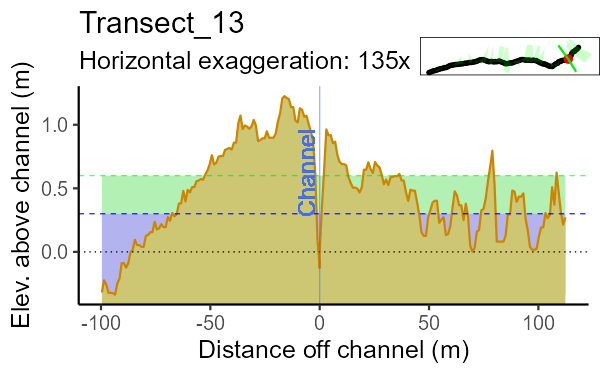 Transect_13
Horizontal exaggeration: 135x
Elev. above channel (m)
1.0
0.5
0.0
Channel
-100
-50
0
50
100
Distance off channel (m)